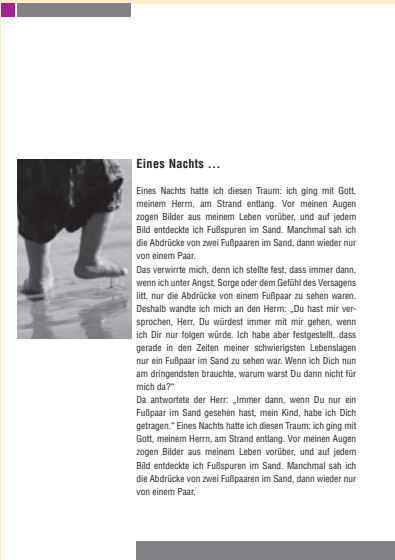 Eines Nachts ...
Eines Nachts hatte ich diesen Traum: ich ging mit Gott,
meinem Herrn, am Strand entlang. Vor meinen Augen
zogen Bilder aus meinem Leben vorüber, und auf jedem
Bild entdeckte ich Fußspuren im Sand. Manchmal sah ich
die Abdrücke von zwei Fußpaaren im Sand, dann wieder nur
von einem Paar.
Das verwirrte mich, denn ich stellte fest, dass immer dann,
wenn ich unter Angst, Sorge oder dem Gefühl des Versagens
litt, nur die Abdrücke von einem Fußpaar zu sehen waren.
Deshalb wandte ich mich an den Herrn: „Du hast mir ver-
sprochen, Herr, Du würdest immer mit mir gehen, wenn
ich Dir nur folgen würde. Ich habe aber festgestellt, dass
gerade in den Zeiten meiner schwierigsten Lebenslagen
nur ein Fußpaar im Sand zu sehen war. Wenn ich Dich nun
am dringendsten brauchte, warum warst Du dann nicht für
mich da?“
Da antwortete der Herr: „Immer dann, wenn Du nur ein
Fußpaar im Sand gesehen hast, mein Kind, habe ich Dich
getragen.“ Eines Nachts hatte ich diesen Traum: ich ging mit
Gott, meinem Herrn, am Strand entlang. Vor meinen Augen
zogen Bilder aus meinem Leben vorüber, und auf jedem
Bild entdeckte ich Fußspuren im Sand. Manchmal sah ich
die Abdrücke von zwei Fußpaaren im Sand, dann wieder nur
von einem Paar.